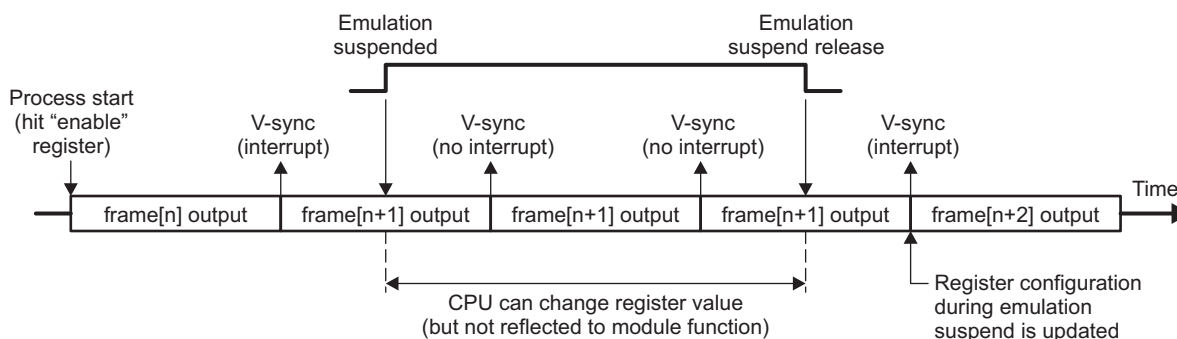 Emulation
suspended
Emulation
suspend release
Process start
(hit “enable”
register)
V-sync
(interrupt)
V-sync
(no interrupt)
V-sync
(no interrupt)
V-sync
(interrupt)
Time
frame[n] output
frame[n+1] output
frame[n+1] output
frame[n+1] output
frame[n+2] output
CPU can change register value
(but not reflected to module function)
Register configuration
during emulation
suspend is updated